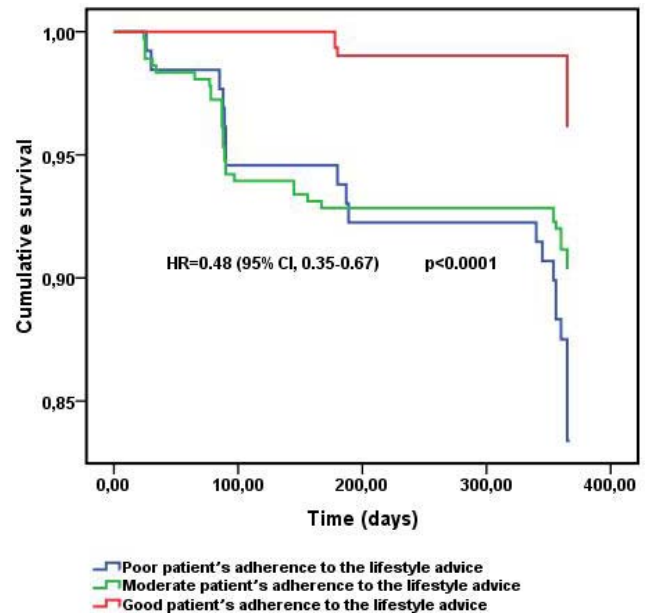 1,00
0,95
0,90
0,85
Cumulative survival
HR=0.48 (95% CI, 0.35-0.67) p<0.0001
0,00 100,00 200,00 300,00 400,00
Time (days)
Poor patient's adherence to the lifestyle advice
Moderate patient's adherence to the lifestyle advice
Good patient's adherence to the lifestyle advice